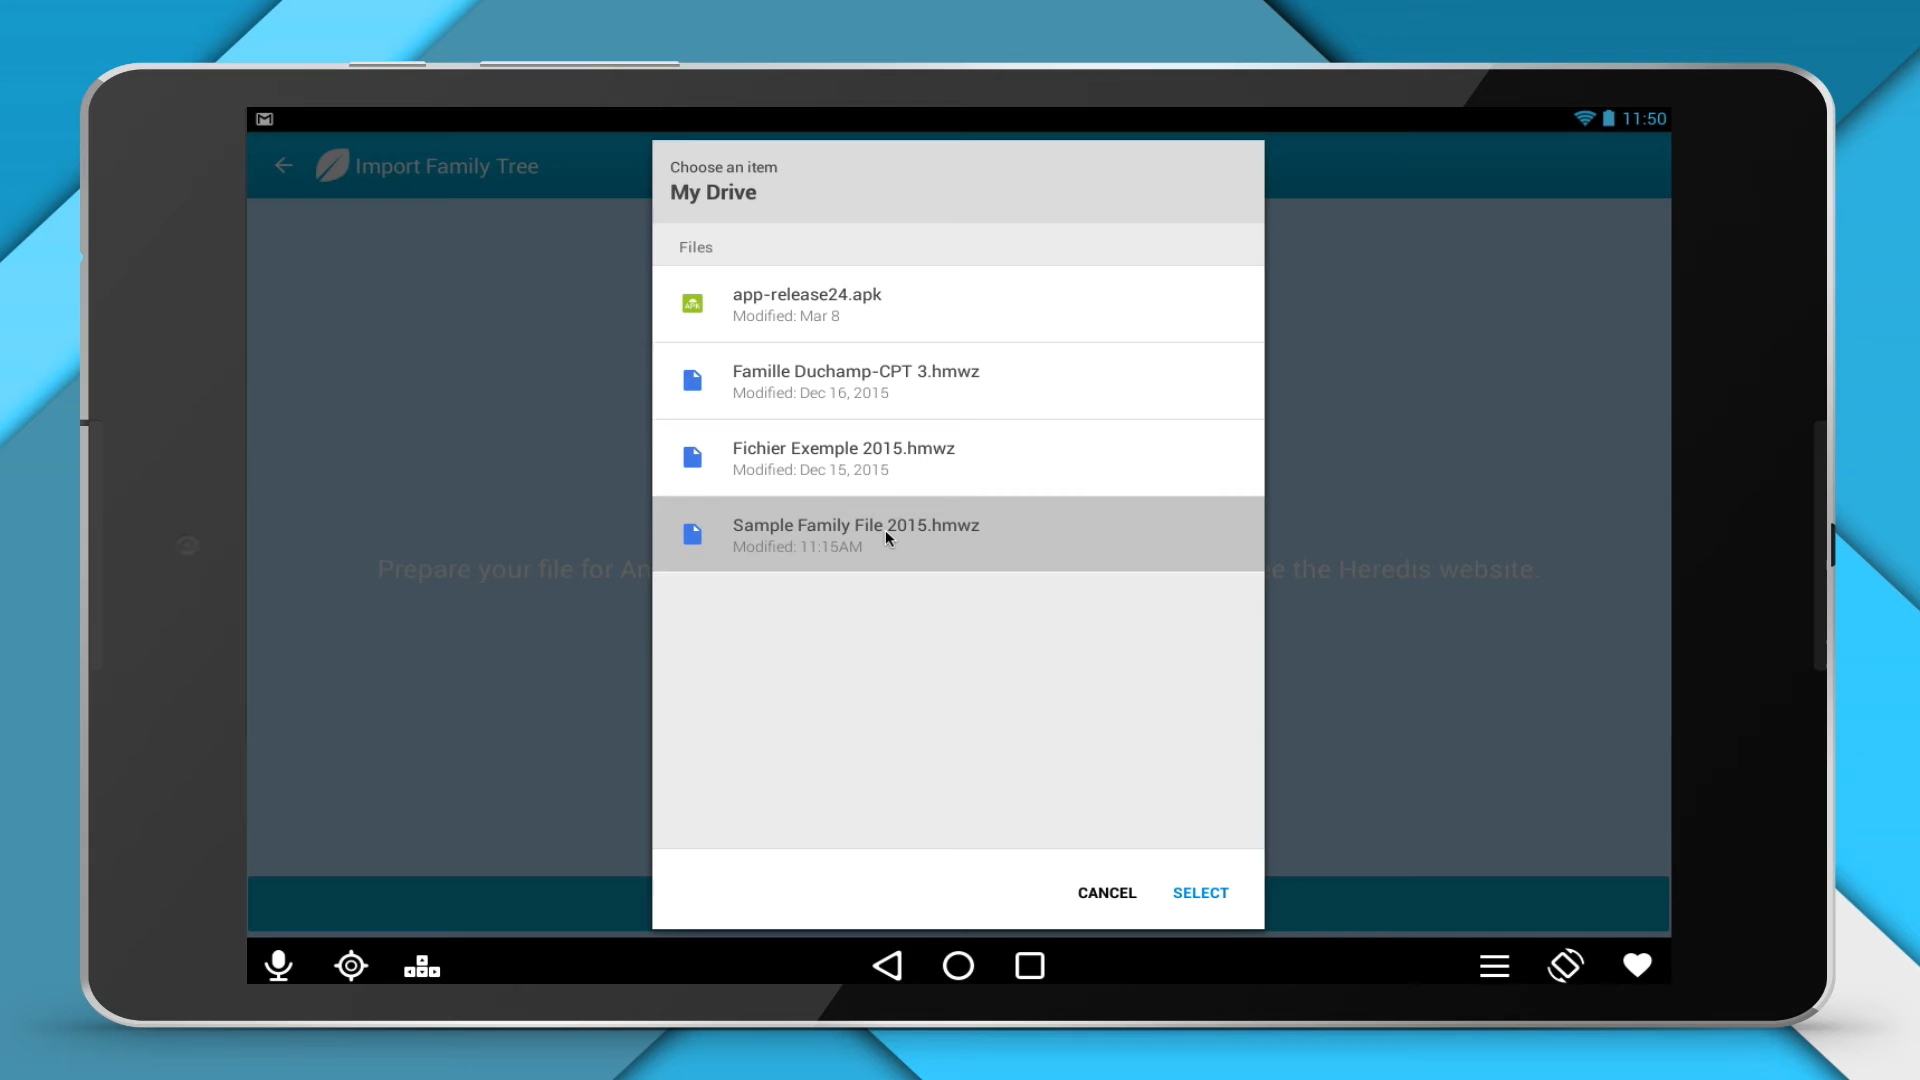 11:50
Import Family Tree
Choose an item
My Drive
Files
APK
app-release24.apk
Modified: Mar 8
Famille Duchamp-CPT 3.hmwz
Modified: Dec 16, 2015
Fichier Exemple 2015.hmwz
Modified: Dec 15, 2015
Sample Family File 2015.hmwz
Modified: 11:15AM
Prepare your file for An
e the Heredis website.
CANCEL SELECT